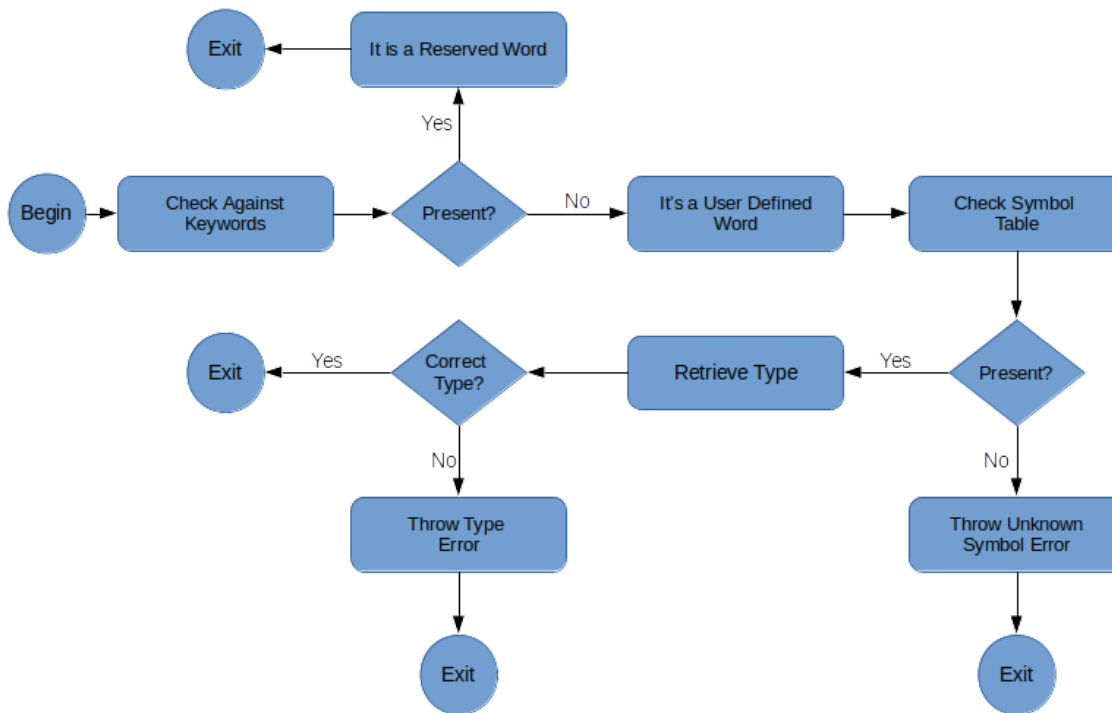 Exit
It is a Reserved Word
Yes
Begin
Check Against
Keywords
Present?
No
It's a User Defined
Word
Check Symbol
Table
Exit
Yes
Correct
Type?
Retrieve Type
Yes
Present?
No
No
Throw Type
Error
Throw Unknown
Symbol Error
Exit
Exit